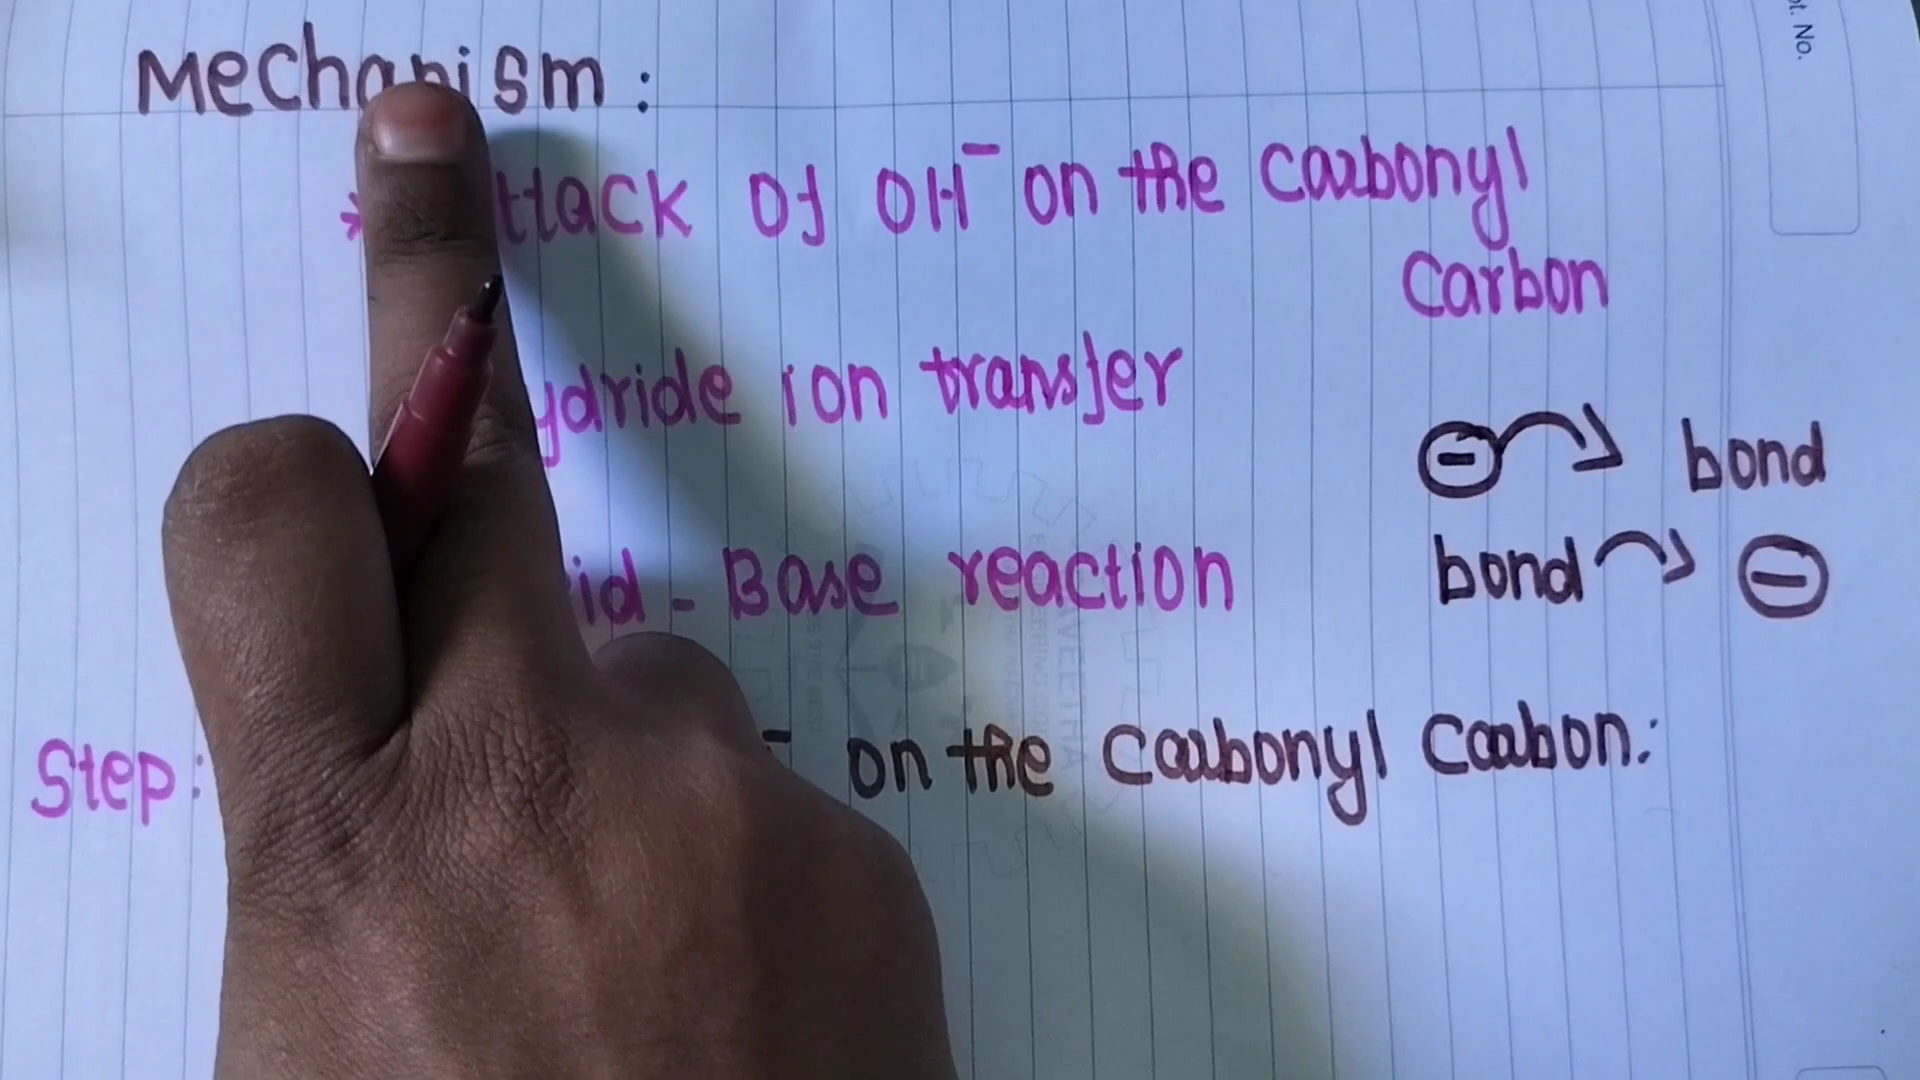 Mechanism:
ttack of OH⁻ on the carbonyl
carbon
ydride ion transfer
⊖ bond
id - Base reaction
bond ⊖
Step: ⁻ on the carbonyl carbon:
pt. No.